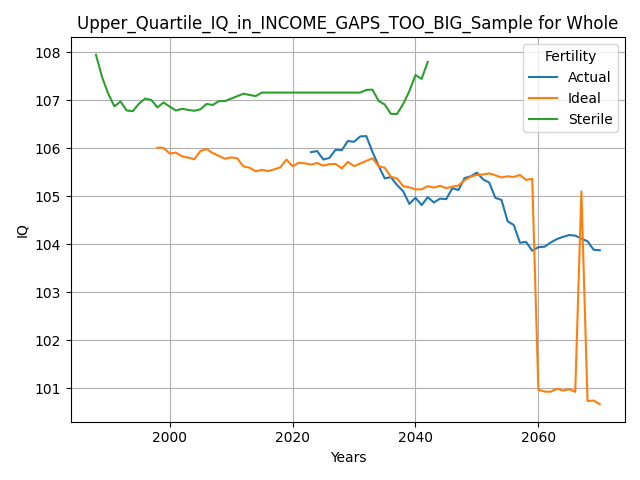 Upper_Quartile_IQ_in_INCOME_GAPS_TOO_BIG_Sample for Whole
Fertility
Actual
Ideal
Sterile
108
107
106
105
104
103
102
101
IQ
2000
2020
2040
2060
Years